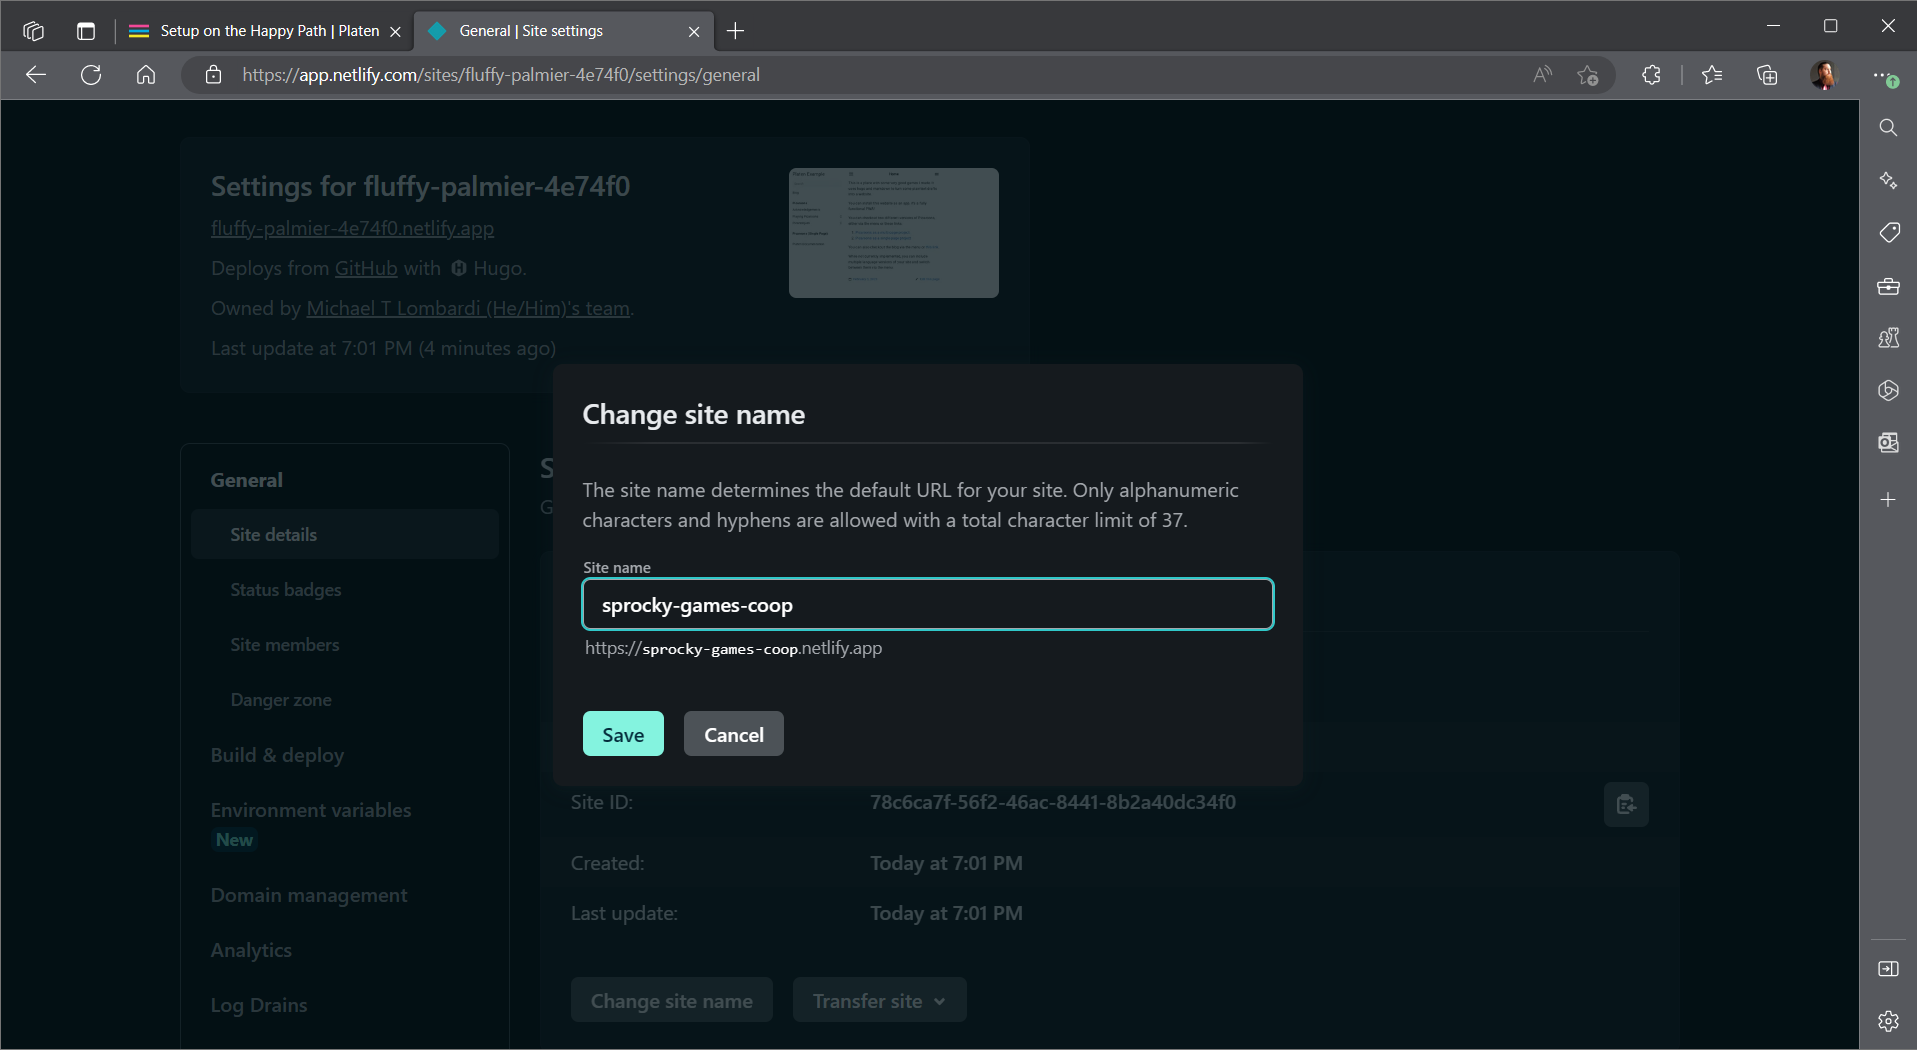 Setup on the Happy Path | Platen
General | Site settings
https://app.netlify.com/sites/fluffy-palmier-4e74f0/settings/general
Settings for fluffy-palmier-4e74f0
fluffy-palmier-4e74f0.netlify.app
Deploys from GitHub with Hugo.
Owned by Michael T Lombardi (He/Him)'s team.
Last update at 7:01 PM (4 minutes ago)
General
Site details
Status badges
Site members
Danger zone
Build & deploy
Environment variables
New
Domain management
Analytics
Log Drains
S
G
Change site name
The site name determines the default URL for your site. Only alphanumeric
characters and hyphens are allowed with a total character limit of 37.
Site name
sprocky-games-coop
https://sprocky-games-coop.netlify.app
Save Cancel
Site ID: 78c6ca7f-56f2-46ac-8441-8b2a40dc34f0
Created: Today at 7:01 PM
Last update: Today at 7:01 PM
Change site name Transfer site